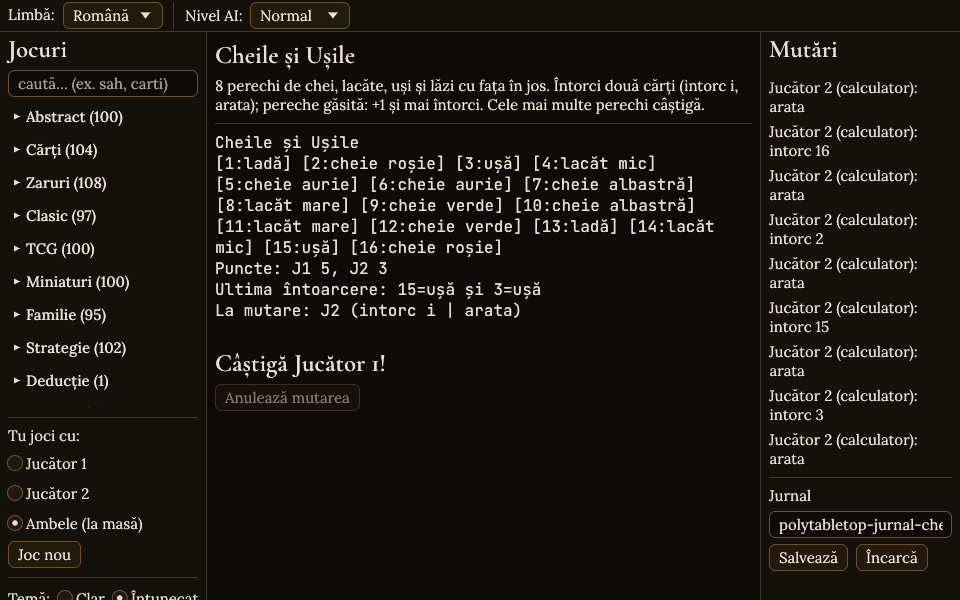 Limbă: Română ▼ Nivel AI: Normal ▼
Jocuri
caută... (ex. sah, carti)
▸ Abstract (100)
▸ Cărți (104)
▸ Zaruri (108)
▸ Clasic (97)
▸ TCG (100)
▸ Miniaturi (100)
▸ Familie (95)
▸ Strategie (102)
▸ Deducție (1)
Tu joci cu:
Jucător 1
Jucător 2
Ambele (la masă)
Joc nou
Temă: Clar Întunecat
Cheile și Ușile
8 perechi de chei, lacăte, uși și lăzi cu fața în jos. Întorci două cărți (intorc i,
arata); pereche găsită: +1 și mai întorci. Cele mai multe perechi câștigă.
Cheile și Ușile
[1:ladă] [2:cheie roșie] [3:ușă] [4:lacăt mic]
[5:cheie aurie] [6:cheie aurie] [7:cheie albastră]
[8:lacăt mare] [9:cheie verde] [10:cheie albastră]
[11:lacăt mare] [12:cheie verde] [13:ladă] [14:lacăt
mic] [15:ușă] [16:cheie roșie]
Puncte: J1 5, J2 3
Ultima întoarcere: 15=ușă și 3=ușă
La mutare: J2 (intorc i | arata)
Câștigă Jucător 1!
Anulează mutarea
Mutări
Jucător 2 (calculator):
arata
Jucător 2 (calculator):
intorc 16
Jucător 2 (calculator):
arata
Jucător 2 (calculator):
intorc 2
Jucător 2 (calculator):
arata
Jucător 2 (calculator):
intorc 15
Jucător 2 (calculator):
arata
Jucător 2 (calculator):
intorc 3
Jucător 2 (calculator):
arata
Jurnal
polytabletop-jurnal-che
Salvează Încarcă